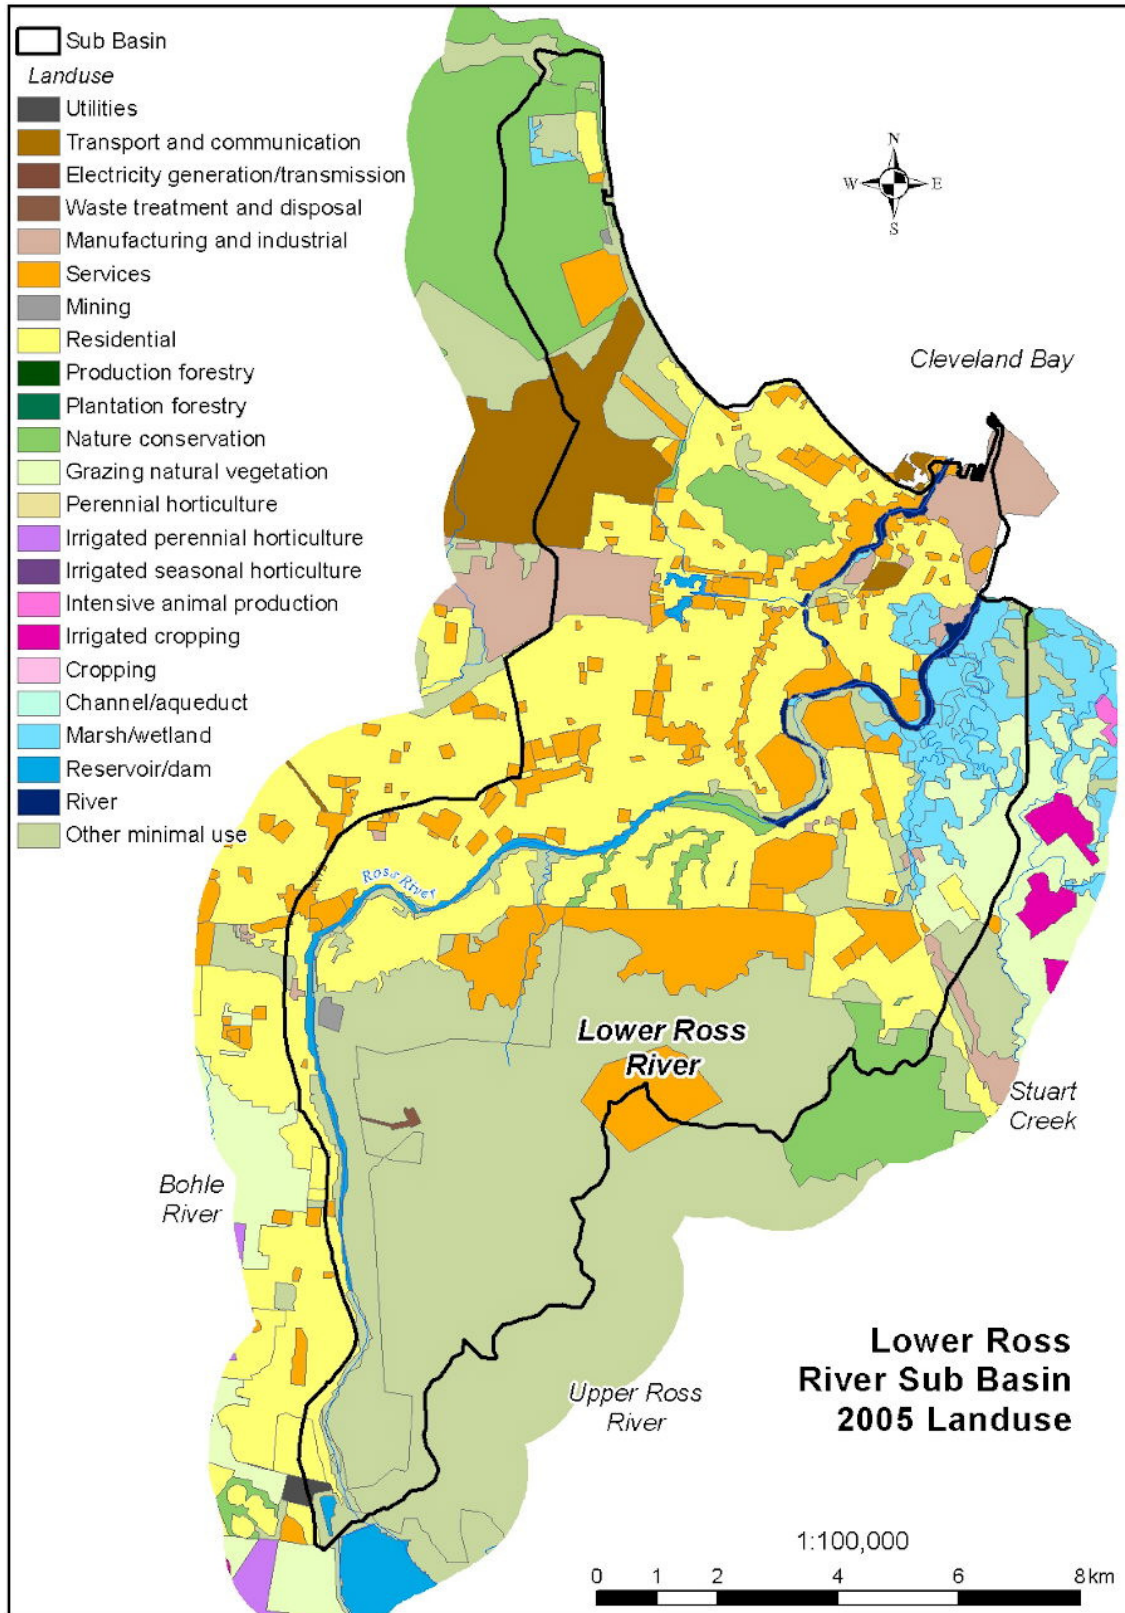 Sub Basin
Landuse
Utilities
Transport and communication
Electricity generation/transmission
Waste treatment and disposal
Manufacturing and industrial
Services
Mining
Residential
Production forestry
Plantation forestry
Nature conservation
Grazing natural vegetation
Perennial horticulture
Irrigated perennial horticulture
Irrigated seasonal horticulture
Intensive animal production
Irrigated cropping
Cropping
Channel/aqueduct
Marsh/wetland
Reservoir/dam
River
Other minimal use
N
W E
S
Cleveland Bay
Ross River
Lower Ross
River
Stuart
Creek
Bohle
River
Upper Ross
River
Lower Ross
River Sub Basin
2005 Landuse
1:100,000
0 1 2 4 6 8 km